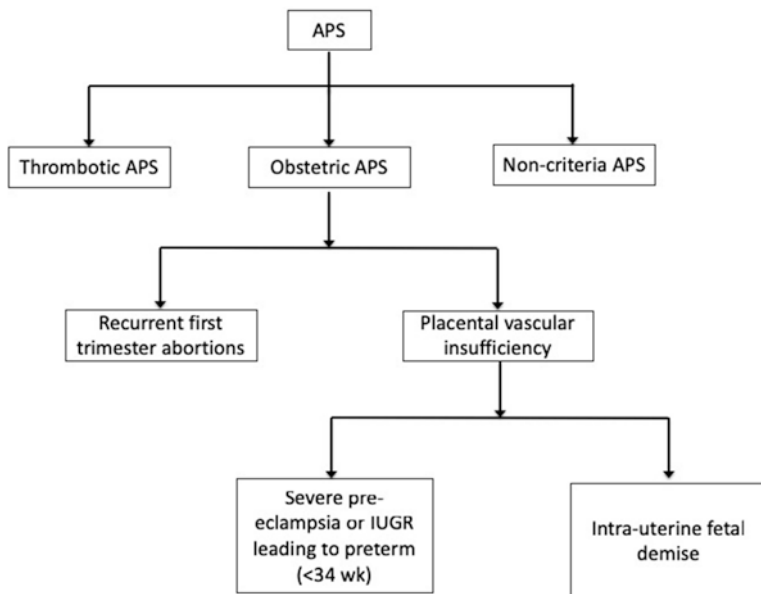 APS
Thrombotic APS
Obstetric APS
Non-criteria APS
Recurrent first
trimester abortions
Placental vascular
insufficiency
Severe pre-
eclampsia or IUGR
leading to preterm
(<34 wk)
Intra-uterine fetal
demise